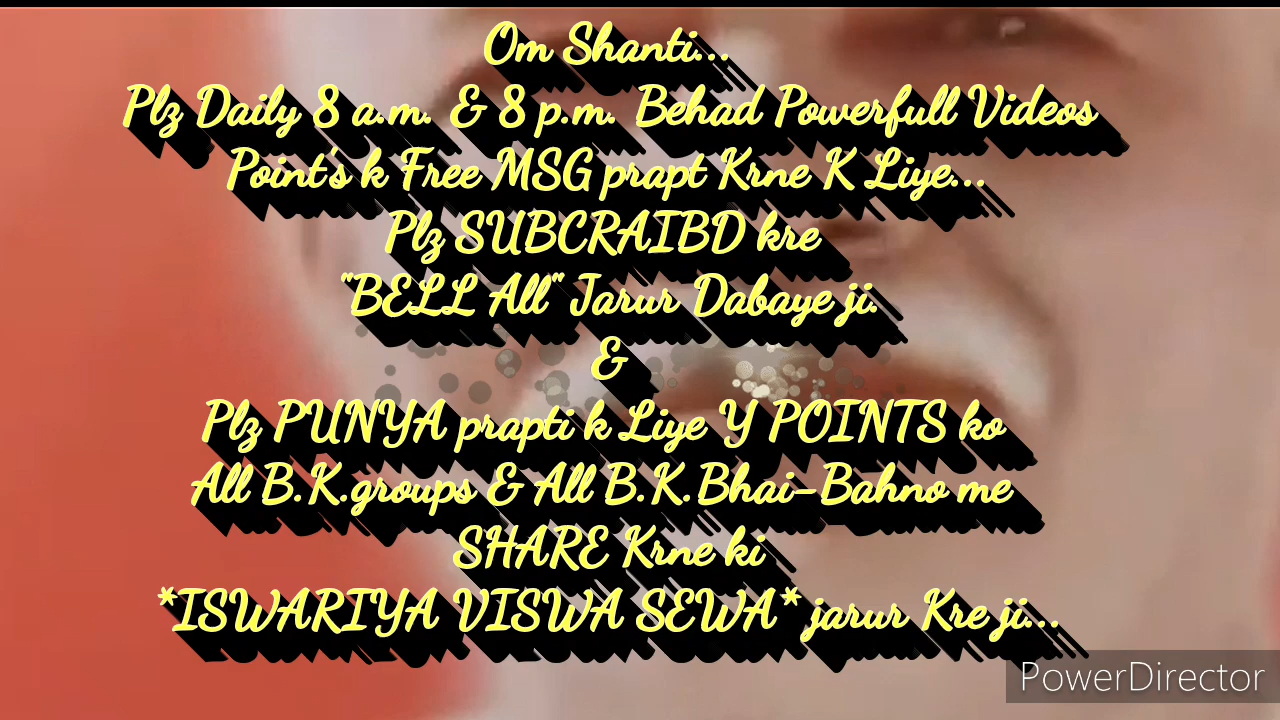 Om Shanti...
Plz Daily 8 a.m. & 8 p.m. Behad Powerfull Videos
Point's k Free MSG prapt Krne K Liye...
Plz SUBCRAIBD kre
"BELL All" Jarur Dabaye ji.
&
Plz PUNYA prapti k Liye Y POINTS ko
All B.K.groups & All B.K.Bhai-Bahno me
SHARE Krne ki
*ISWARIYA VISWA SEWA* jarur Kre ji...
PowerDirector